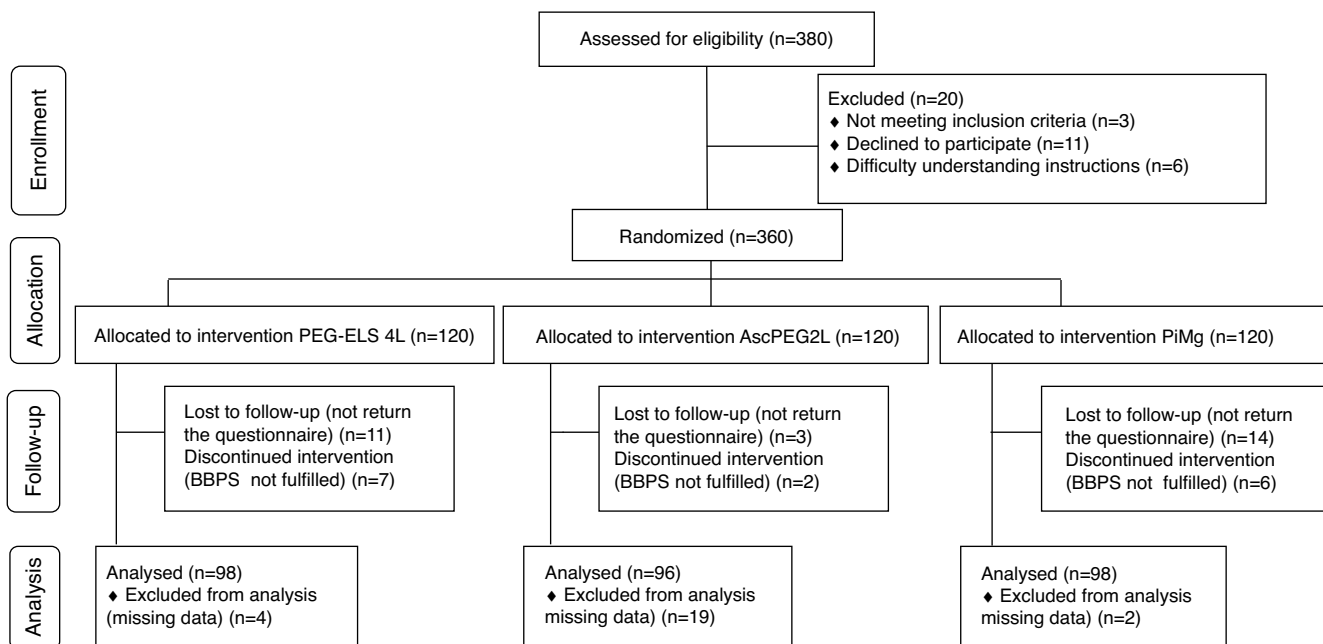 Assessed for eligibility (n=380)
Enrollment
Excluded (n=20)
♦ Not meeting inclusion criteria (n=3)
♦ Declined to participate (n=11)
♦ Difficulty understanding instructions (n=6)
Randomized (n=360)
Allocation
Allocated to intervention PEG-ELS 4L (n=120)
Allocated to intervention AscPEG2L (n=120)
Allocated to intervention PiMg (n=120)
Follow-up
Lost to follow-up (not return
the questionnaire) (n=11)
Discontinued intervention
(BBPS not fulfilled) (n=7)
Lost to follow-up (not return
the questionnaire) (n=3)
Discontinued intervention
(BBPS not fulfilled) (n=2)
Lost to follow-up (not return
the questionnaire) (n=14)
Discontinued intervention
(BBPS not fulfilled) (n=6)
Analysis
Analysed (n=98)
♦ Excluded from analysis
(missing data) (n=4)
Analysed (n=96)
♦ Excluded from analysis
missing data) (n=19)
Analysed (n=98)
♦ Excluded from analysis
missing data) (n=2)